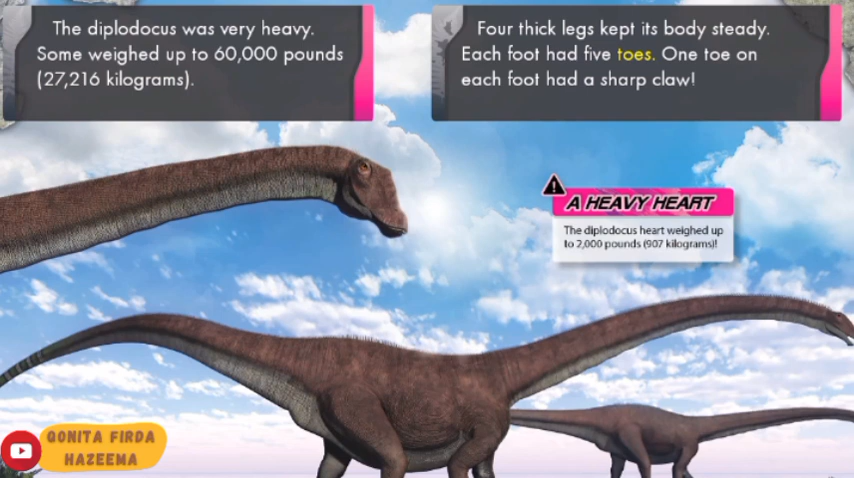 The diplodocus was very heavy.
Some weighed up to 60,000 pounds
(27,216 kilograms).
Four thick legs kept its body steady.
Each foot had five toes. One toe on
each foot had a sharp claw!
A HEAVY HEART
The diplodocus heart weighed up
to 2,000 pounds (907 kilograms)!
GONITA FIRDA
HAZEEMA